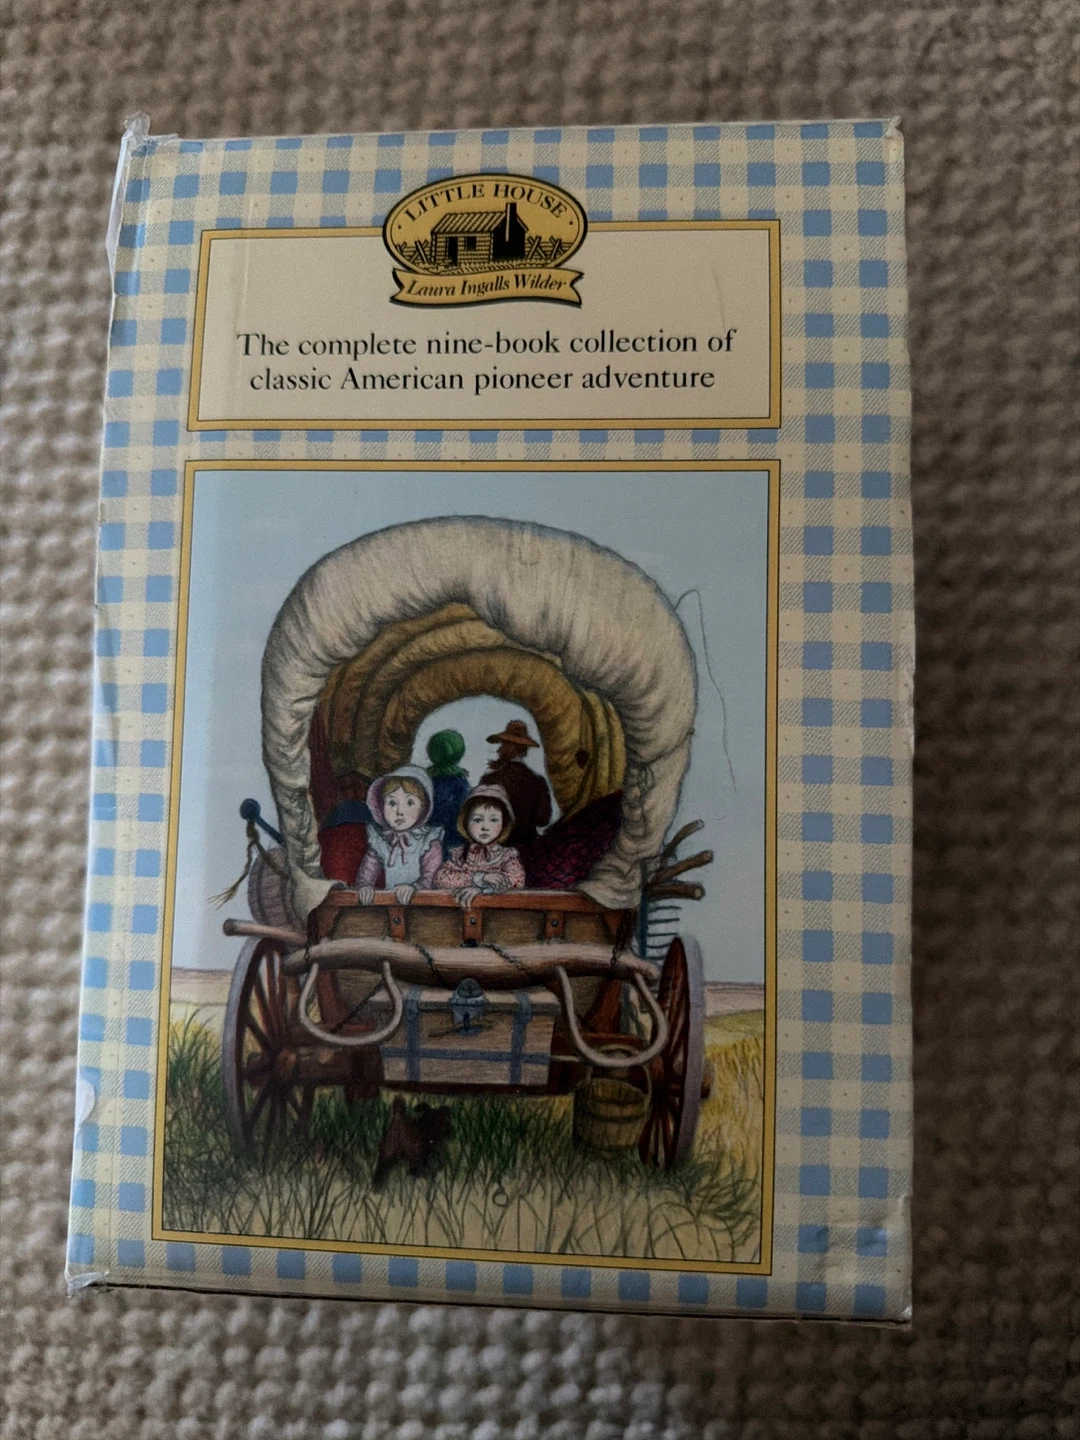 · LITTLE HOUSE ·
Laura Ingalls Wilder
The complete nine-book collection of
classic American pioneer adventure